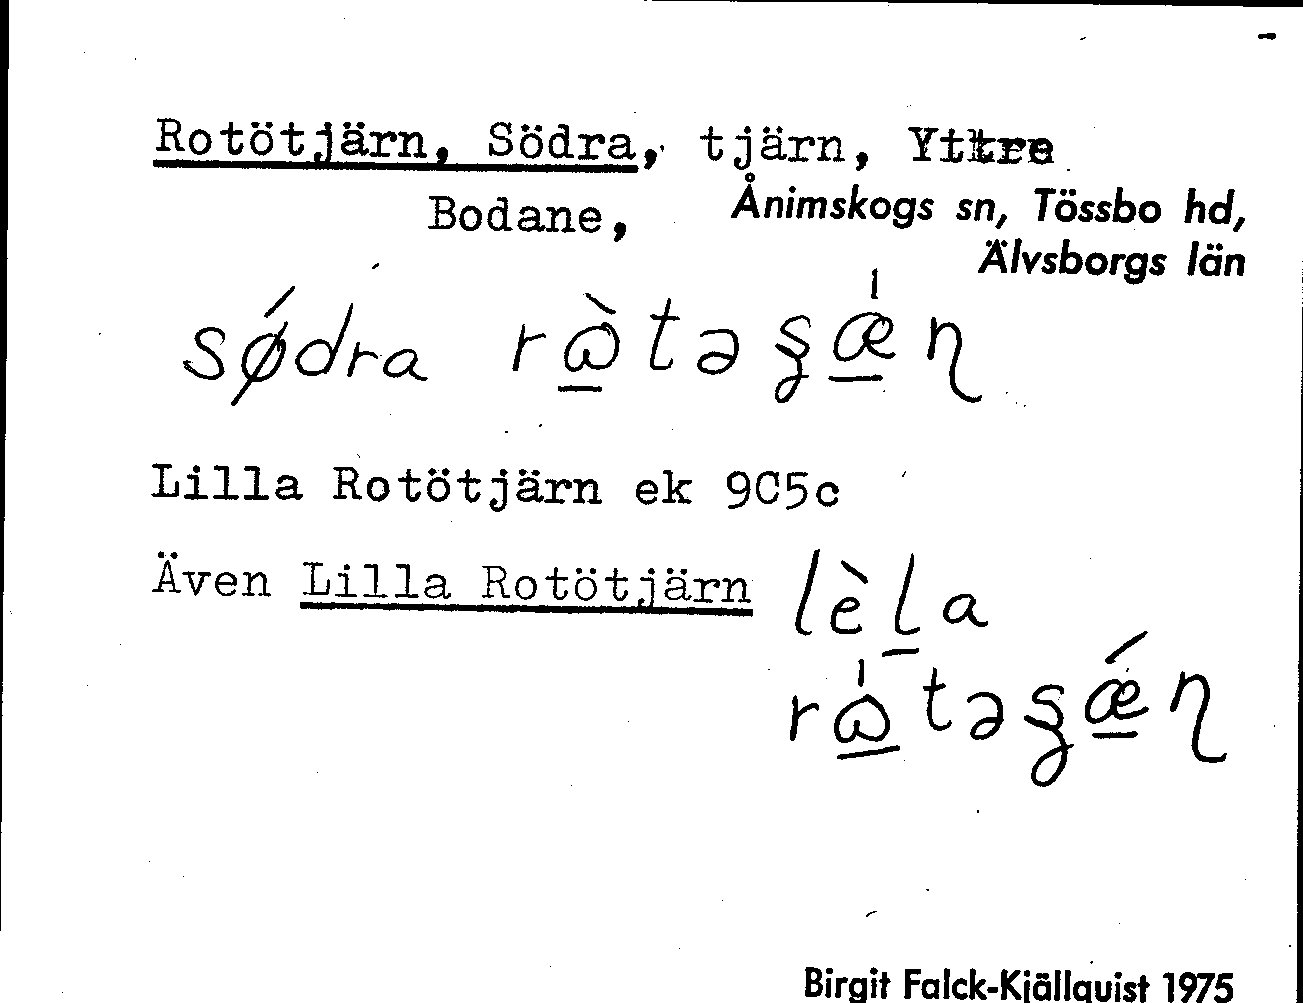 Rotötjärn, Södra, tjärn, Yttre
Bodane, Ånimskogs sn, Tössbo hd,
Älvsborgs län
Lilla Rotötjärn ek 9C5c
Även Lilla Rotötjärn
Birgit Falck-Kjällquist 1975